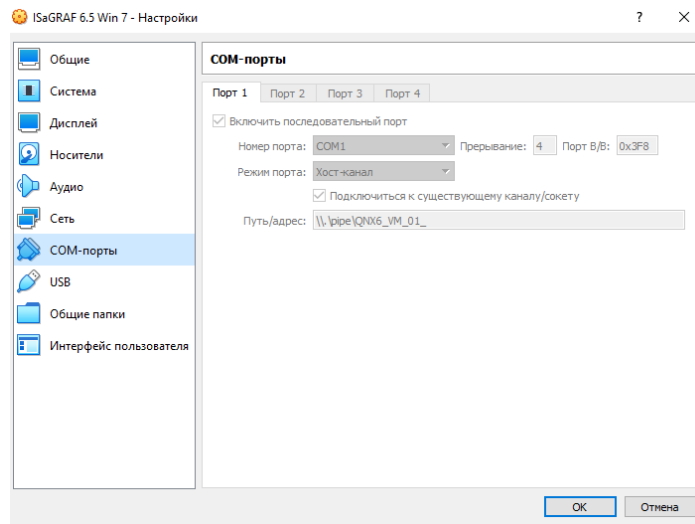 ISaGRAF 6.5 Win 7 - Настройки
?
Общие
Система
Дисплей
Носители
Аудио
Сеть
COM-порты
USB
Общие папки
Интерфейс пользователя
COM-порты
Порт 1 Порт 2 Порт 3 Порт 4
Включить последовательный порт
Номер порта: COM1 Прерывание: 4 Порт В/В: 0x3F8
Режим порта: Хост-канал
Подключиться к существующему каналу/сокету
Путь/адрес: \\.\pipe\QNX6_VM_01_
OK Отмена